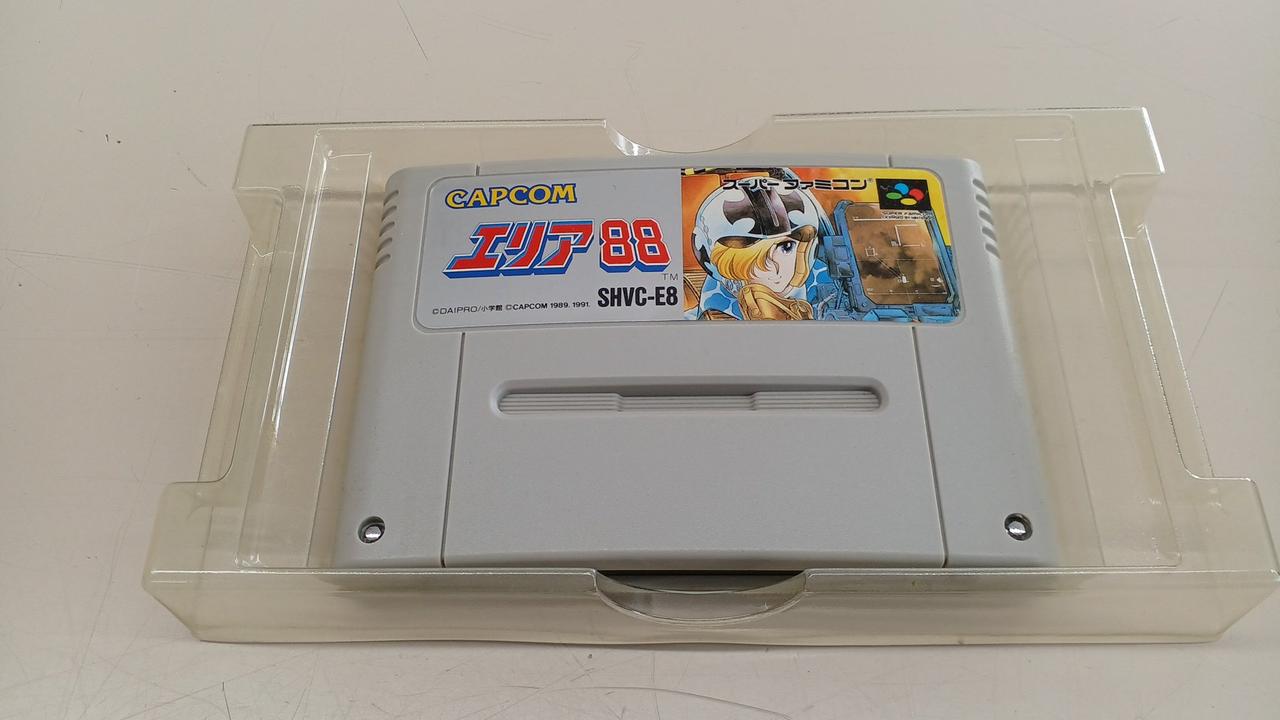 CAPCOM
エリア88
TM
SHVC-E8
©DAIPRO/小学館 ©CAPCOM 1989. 1991.
スーパーファミコン®